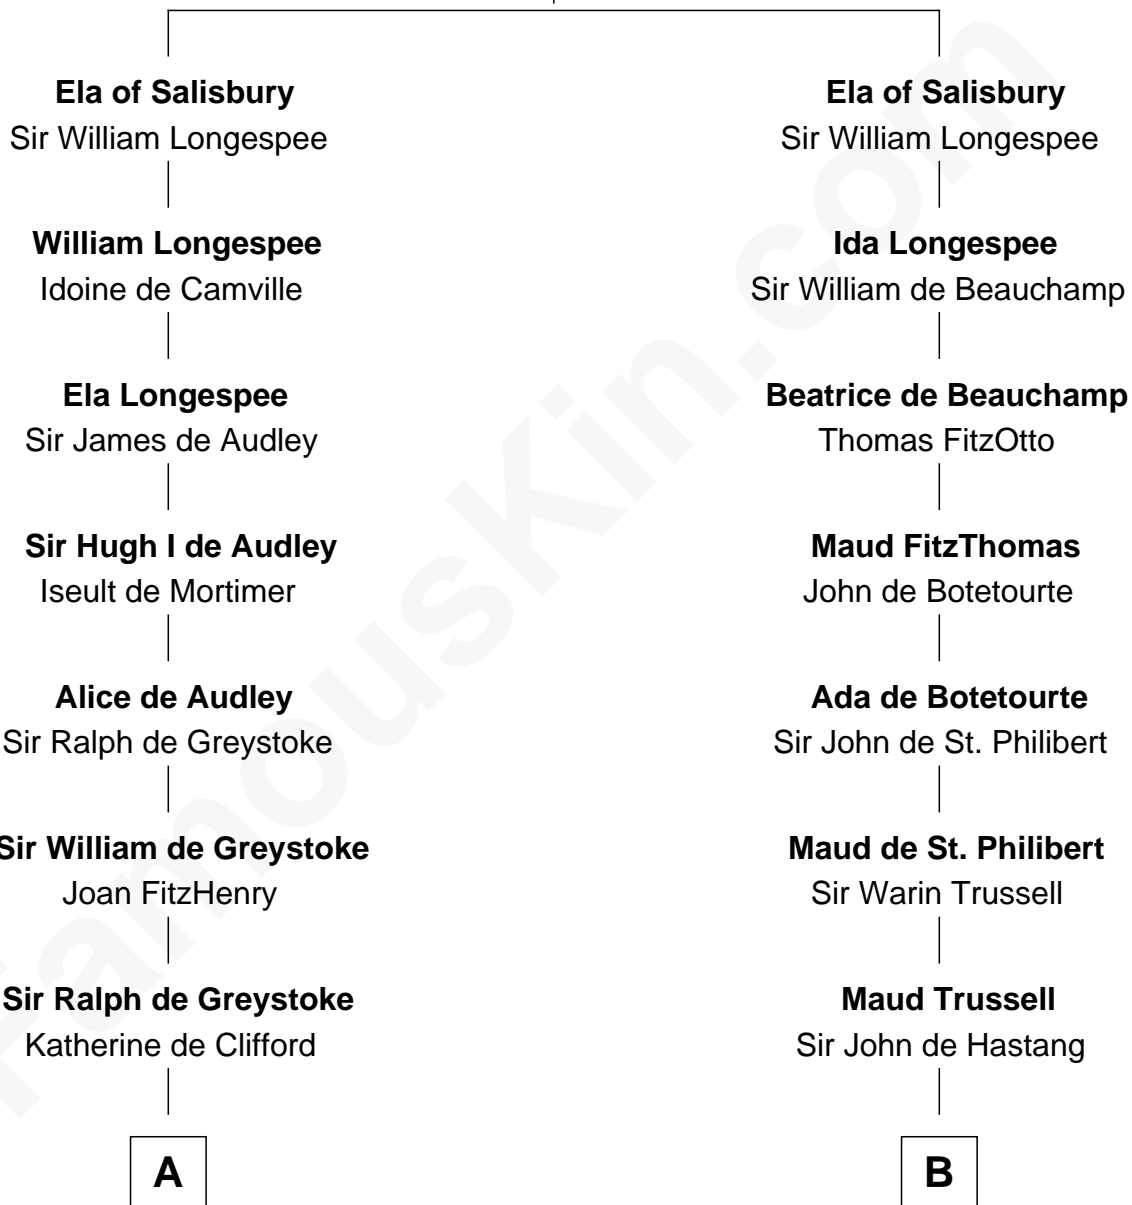 Ela of Salisbury
Sir William Longespee
William Longespee
Idoine de Camville
Ela Longespee
Sir James de Audley
Sir Hugh I de Audley
Iseult de Mortimer
Alice de Audley
Sir Ralph de Greystoke
Sir William de Greystoke
Joan FitzHenry
Sir Ralph de Greystoke
Katherine de Clifford
A
Ela of Salisbury
Sir William Longespee
Ida Longespee
Sir William de Beauchamp
Beatrice de Beauchamp
Thomas FitzOtto
Maud FitzThomas
John de Botetourte
Ada de Botetourte
Sir John de St. Philibert
Maud de St. Philibert
Sir Warin Trussell
Maud Trussell
Sir John de Hastang
B
FamousKin.com